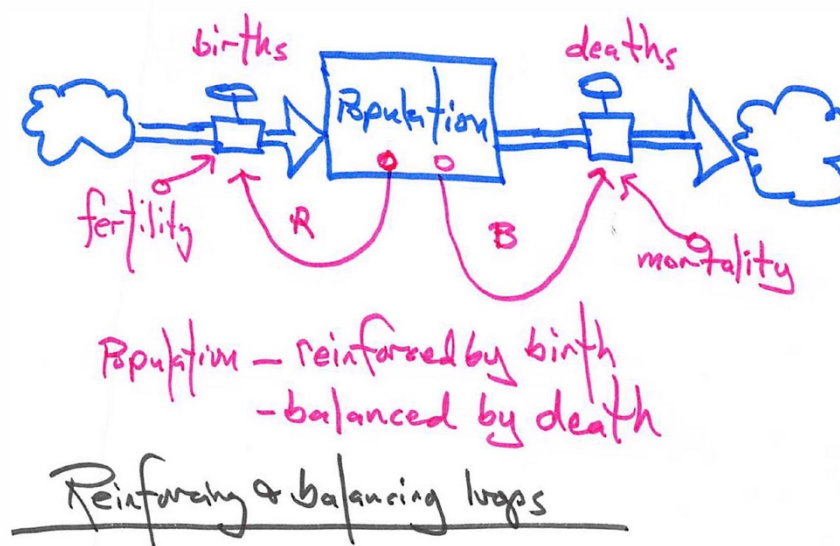 births
deaths
Population
fertility
R
B
mortality
Population - reinforced by birth
- balanced by death
Reinforcing & balancing loops